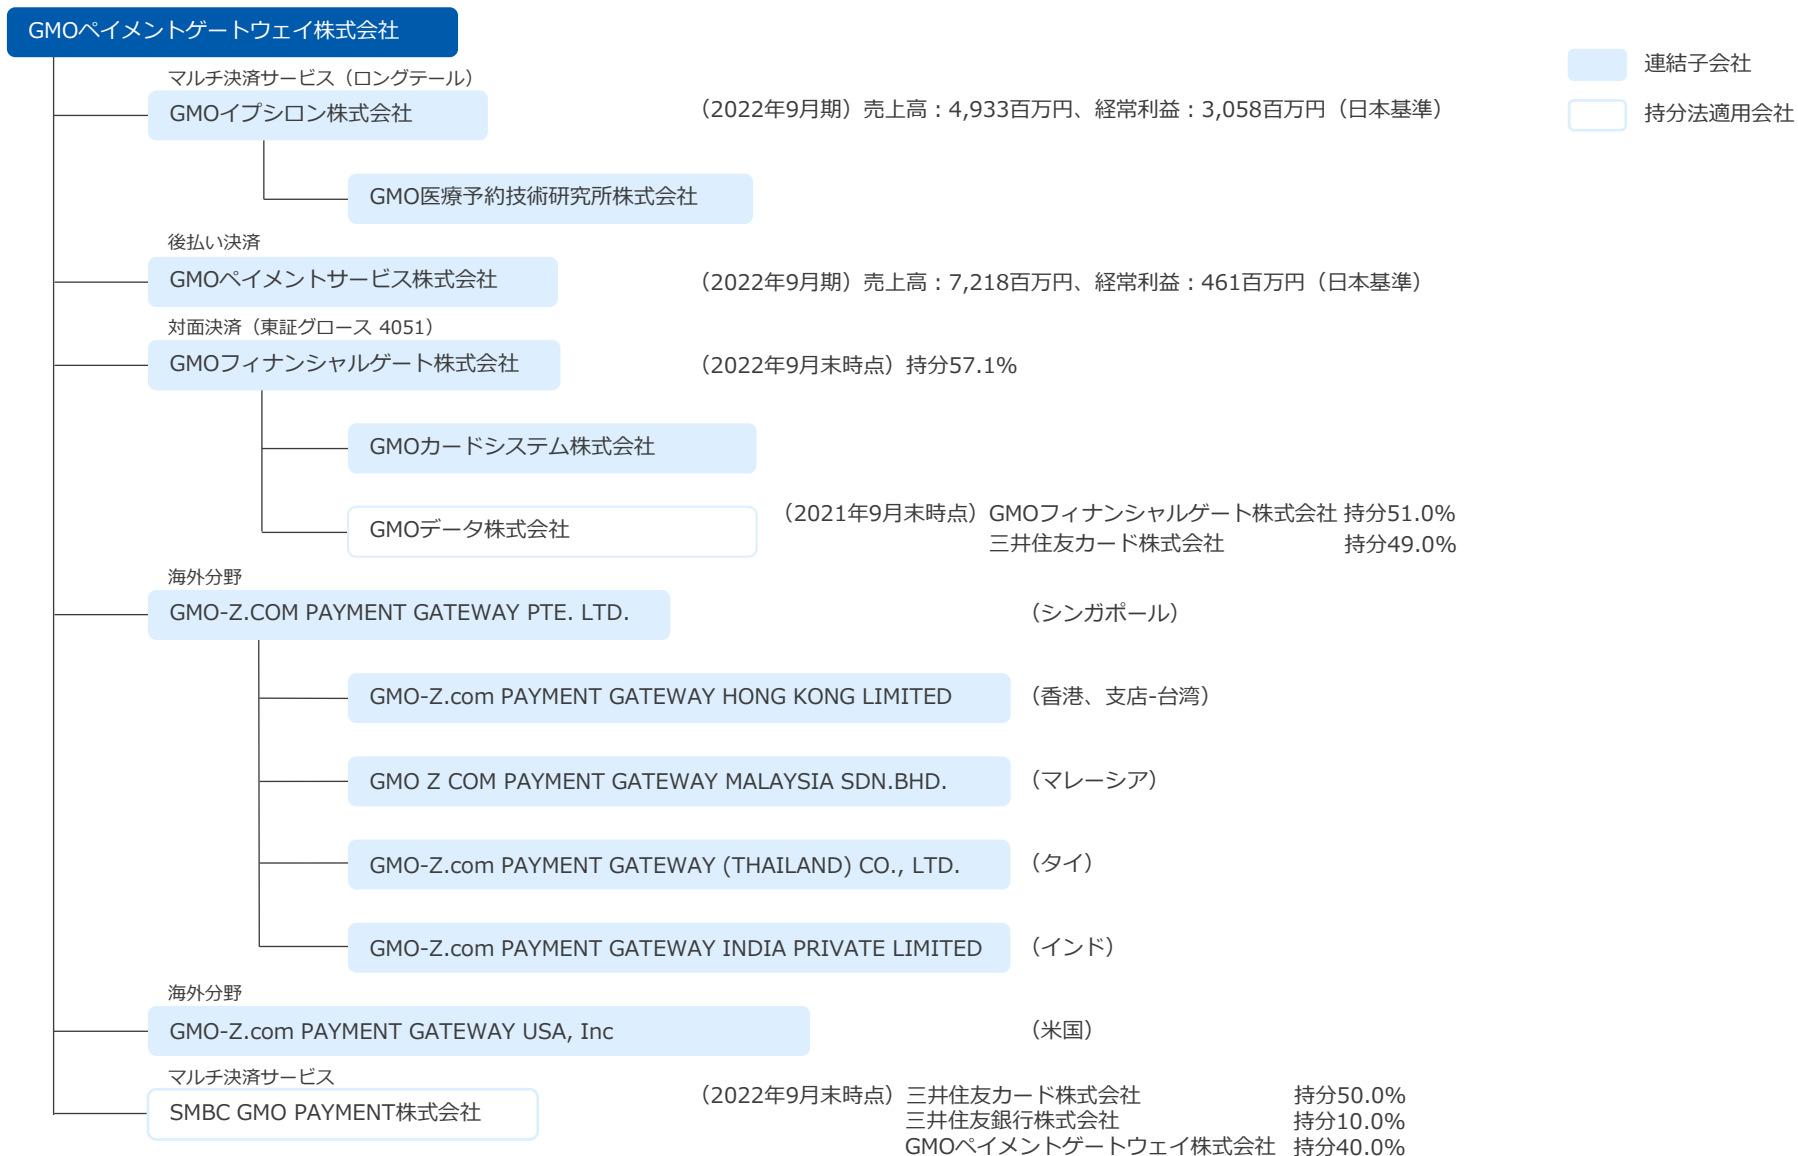 GMOペイメントゲートウェイ株式会社
連結子会社
持分法適用会社
マルチ決済サービス（ロングテール）
GMOイプシロン株式会社
（2022年9月期）売上高：4,933百万円、経常利益：3,058百万円（日本基準）
GMO医療予約技術研究所株式会社
後払い決済
GMOペイメントサービス株式会社
（2022年9月期）売上高：7,218百万円、経常利益：461百万円（日本基準）
対面決済（東証グロース 4051）
GMOフィナンシャルゲート株式会社
（2022年9月末時点）持分57.1%
GMOカードシステム株式会社
GMOデータ株式会社
（2021年9月末時点）GMOフィナンシャルゲート株式会社 持分51.0%
三井住友カード株式会社 持分49.0%
海外分野
GMO-Z.COM PAYMENT GATEWAY PTE. LTD.
（シンガポール）
GMO-Z.com PAYMENT GATEWAY HONG KONG LIMITED
（香港、支店-台湾）
GMO Z COM PAYMENT GATEWAY MALAYSIA SDN.BHD.
（マレーシア）
GMO-Z.com PAYMENT GATEWAY (THAILAND) CO., LTD.
（タイ）
GMO-Z.com PAYMENT GATEWAY INDIA PRIVATE LIMITED
（インド）
海外分野
GMO-Z.com PAYMENT GATEWAY USA, Inc
（米国）
マルチ決済サービス
SMBC GMO PAYMENT株式会社
（2022年9月末時点）三井住友カード株式会社 持分50.0%
三井住友銀行株式会社 持分10.0%
GMOペイメントゲートウェイ株式会社 持分40.0%